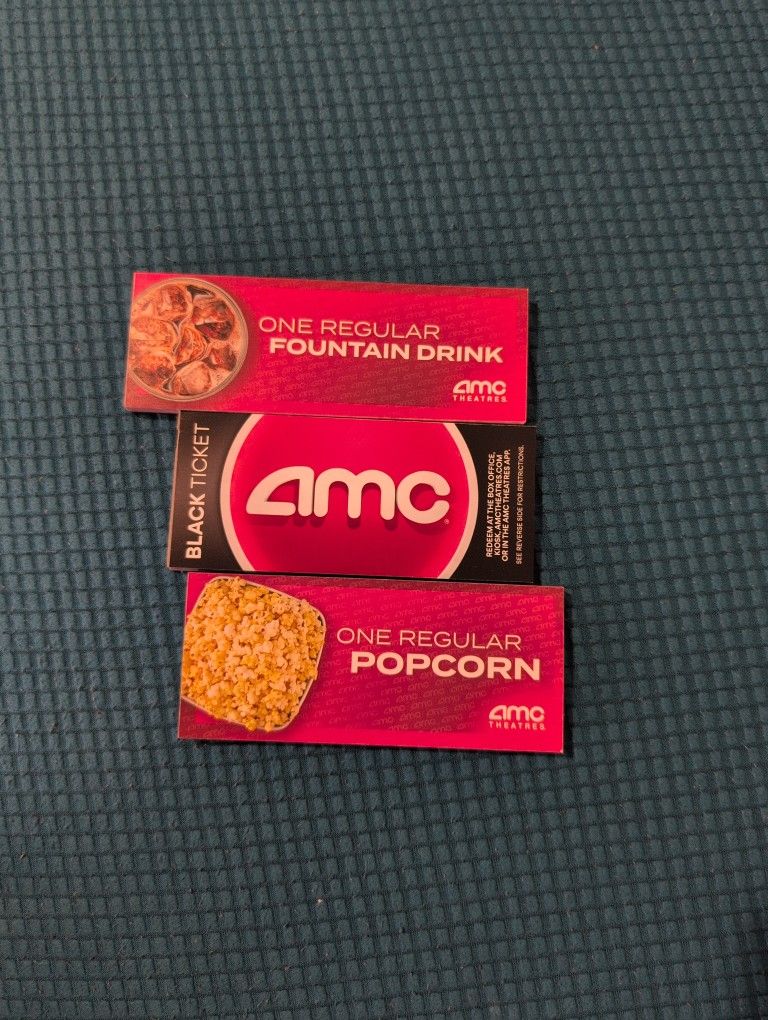 ONE REGULAR
FOUNTAIN DRINK
amc
THEATRES
BLACK TICKET
amc
REDEEM AT THE BOX OFFICE,
KIOSK, AMCTHEATRES.COM
OR IN THE AMC THEATRES APP.
SEE REVERSE SIDE FOR RESTRICTIONS.
ONE REGULAR
POPCORN
amc
THEATRES